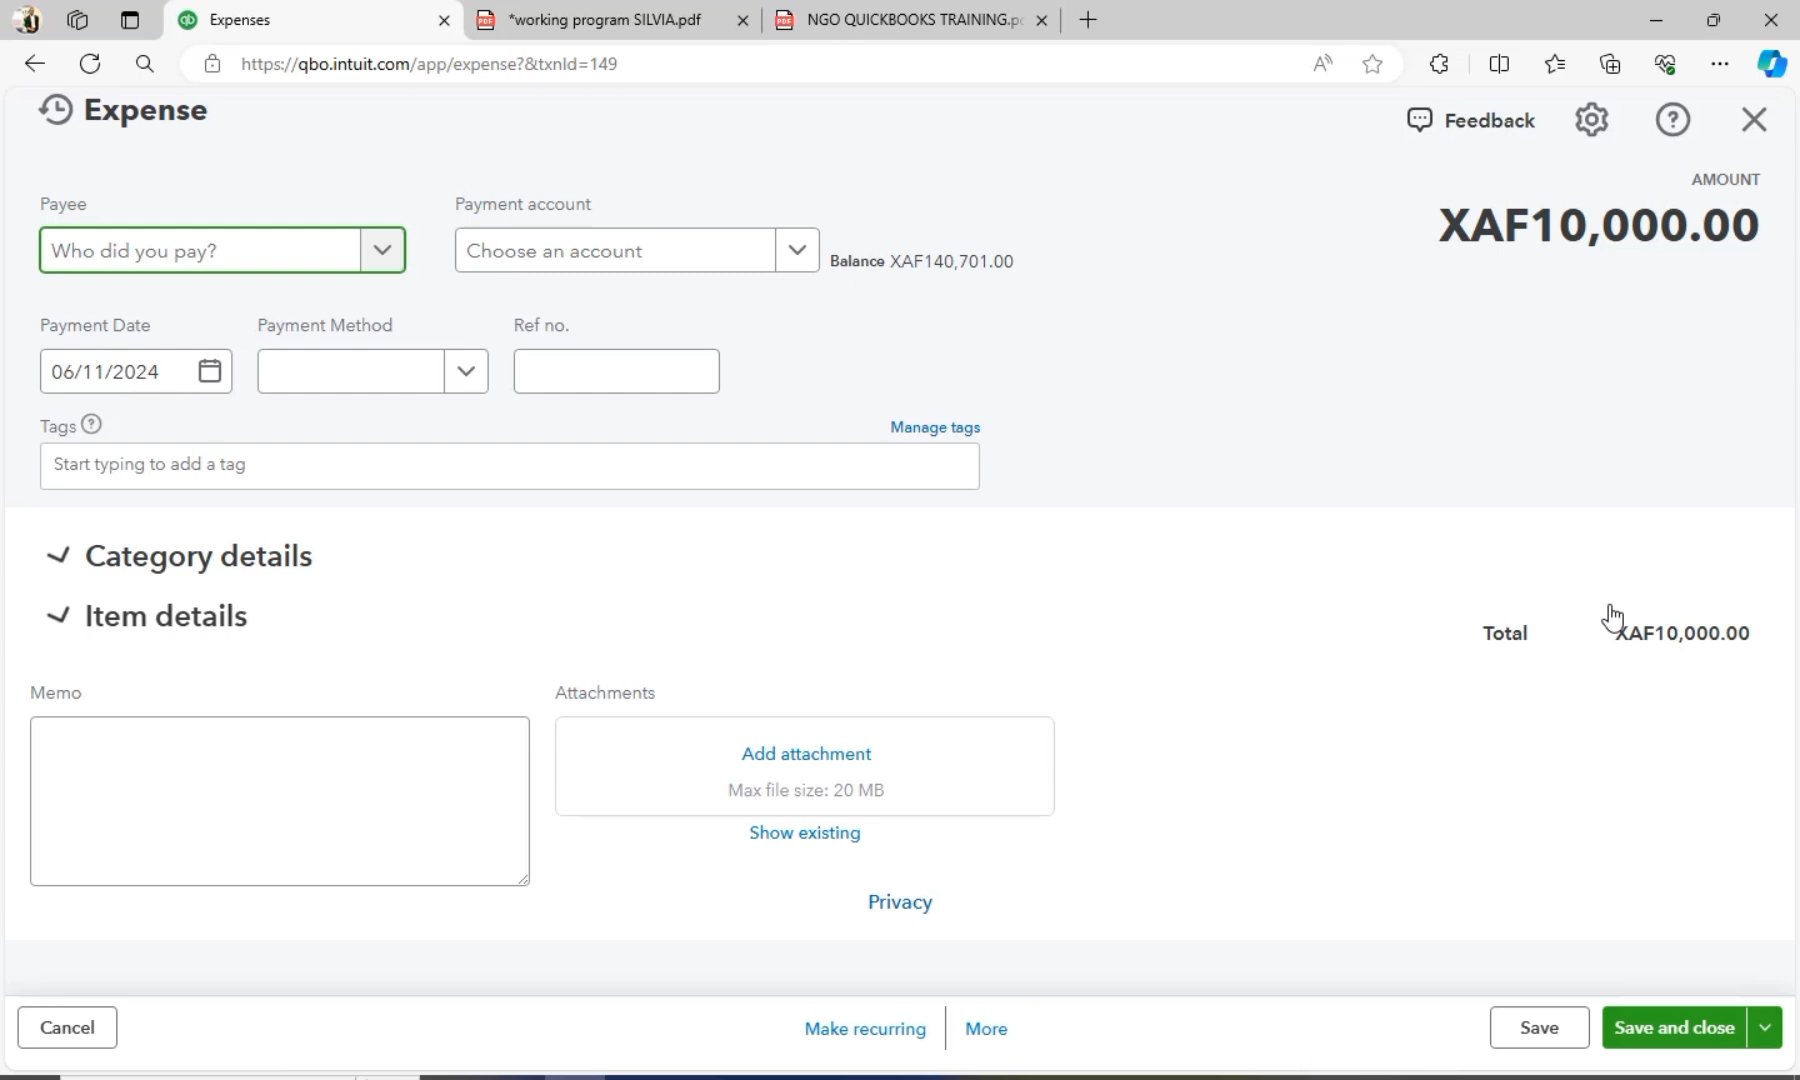 Expenses
*working program SILVIA.pdf
NGO QUICKBOOKS TRAINING.p
https://qbo.intuit.com/app/expense?&txnId=149
Expense
Feedback
AMOUNT
XAF10,000.00
Payee
Payment account
Who did you pay?
Choose an account
Balance XAF140,701.00
Payment Date
Payment Method
Ref no.
06/11/2024
Tags
Manage tags
Start typing to add a tag
Category details
Item details
Total
XAF10,000.00
Memo
Attachments
Add attachment
Max file size: 20 MB
Show existing
Privacy
Cancel
Make recurring
More
Save
Save and close